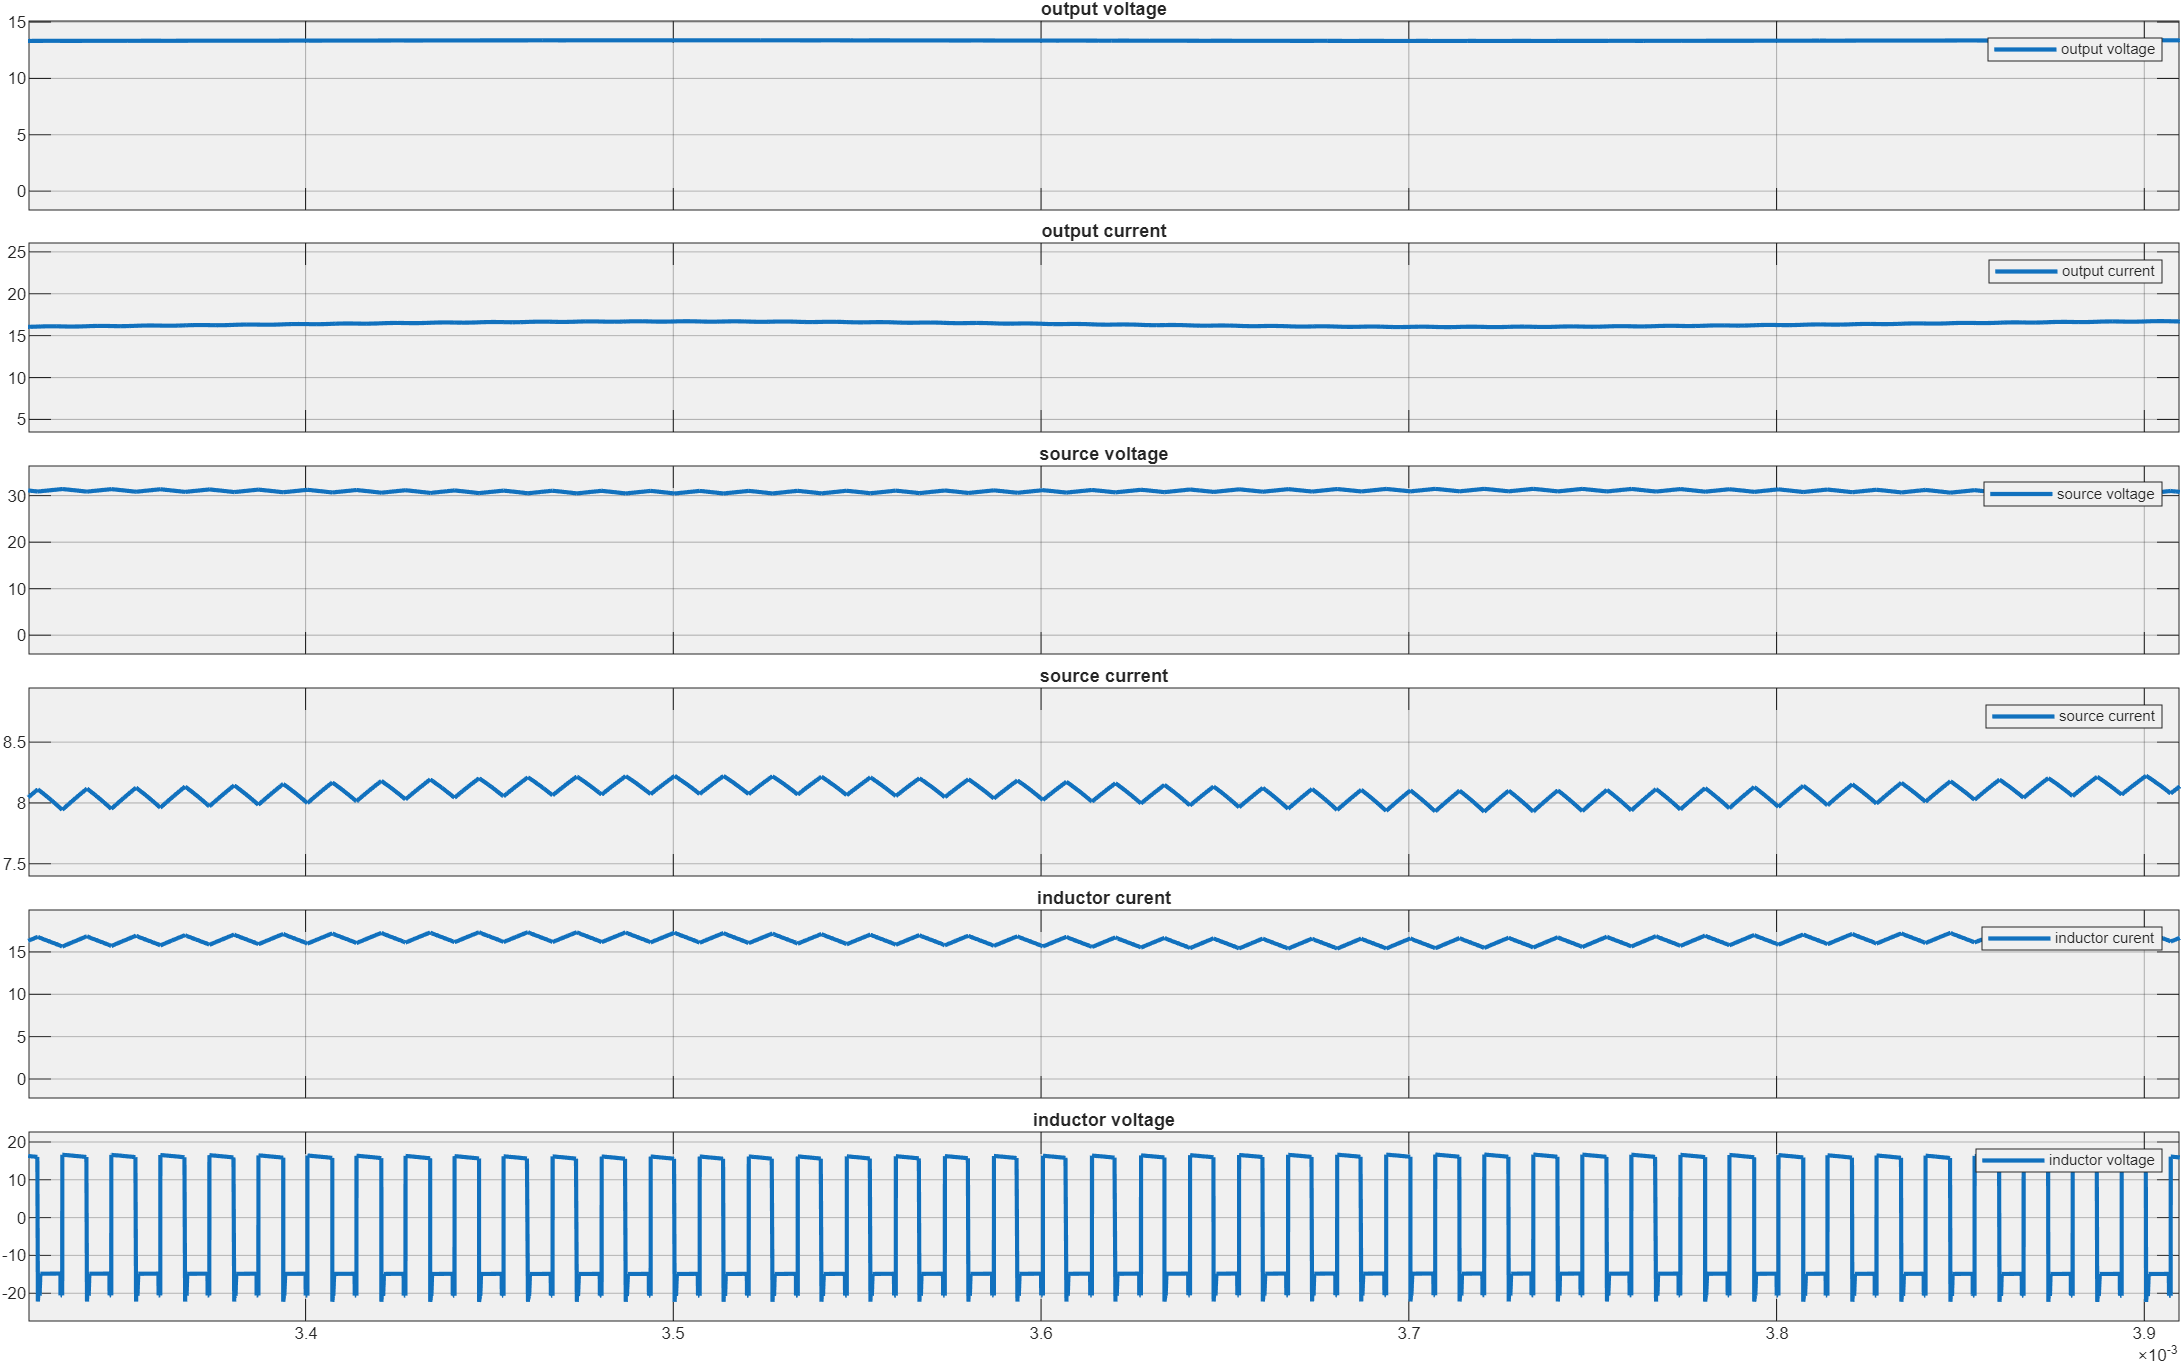 output voltage
15
output voltage
10
5
0
output current
25
output current
20
15
10
5
source voltage
30
source voltage
20
10
0
source current
source current
8.5
8
7.5
inductor curent
15
inductor curent
10
5
0
inductor voltage
20
inductor voltage
10
0
-10
-20
3.4 3.5 3.6 3.7 3.8 3.9
×10-3